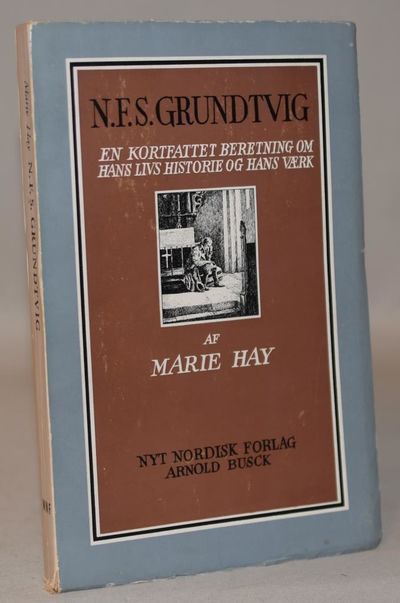 N.F.S. GRUNDTVIG
EN KORTFATTET BERETNING OM
HANS LIVS HISTORIE OG HANS VÆRK
AF
MARIE HAY
NYT NORDISK FORLAG
ARNOLD BUSCK
Marie Hay N.F.S. GRUNDTVIG
NNF